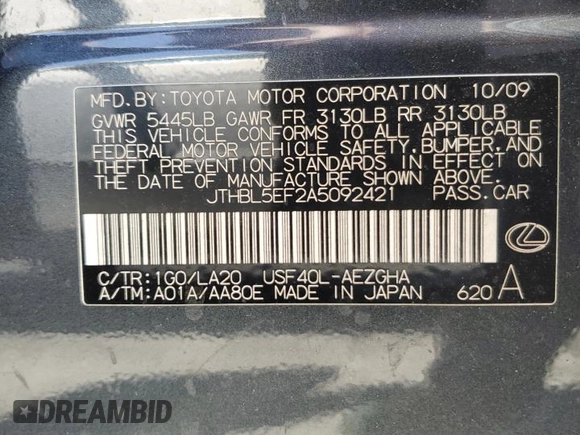 MFD.BY:TOYOTA MOTOR CORPORATION 10/09
GVWR 5445LB GAWR FR 3130LB RR 3130LB
THIS VEHICLE CONFORMS TO ALL APPLICABLE
FEDERAL MOTOR VEHICLE SAFETY,BUMPER,AND
THEFT PREVENTION STANDARDS IN EFFECT ON
THE DATE OF MANUFACTURE SHOWN ABOVE.
JTHBL5EF2A5092421 PASS.CAR
C/TR:1G0/LA20 USF40L-AEZGHA
A/TM:A01A/AA80E MADE IN JAPAN 620 A
DREAMBID